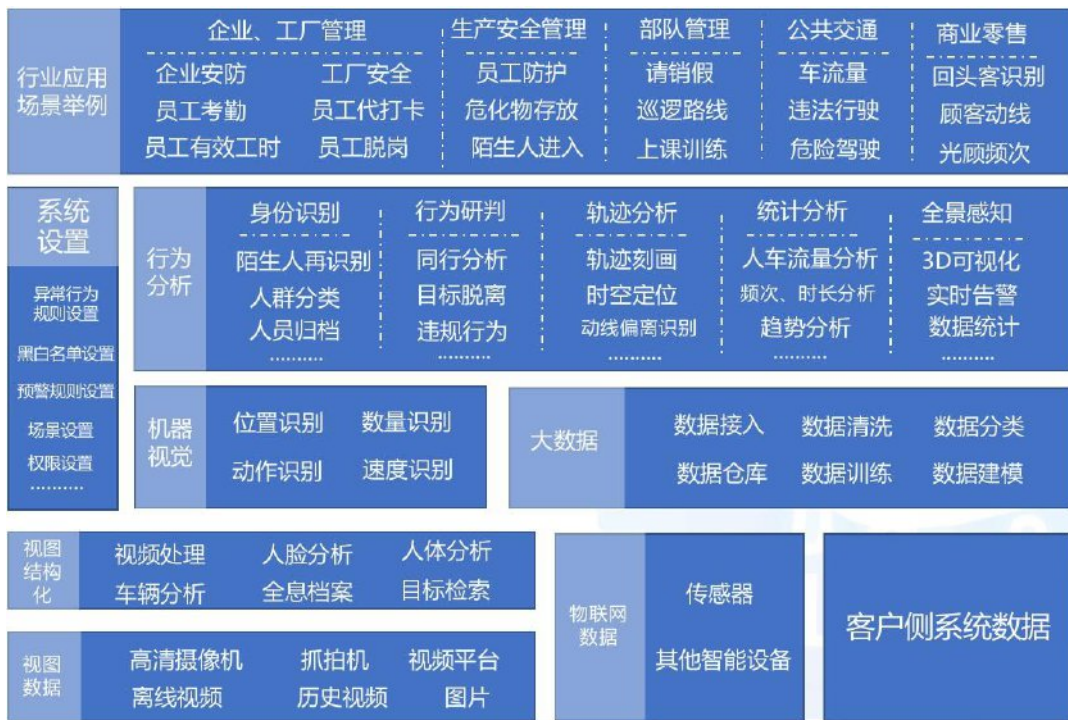 行业应用
场景举例
企业、工厂管理
企业安防
工厂安全
员工考勤
员工代打卡
员工有效工时
员工脱岗
生产安全管理
员工防护
危化物存放
陌生人进入
部队管理
请销假
巡逻路线
上课训练
公共交通
车流量
违法行驶
危险驾驶
商业零售
回头客识别
顾客动线
光顾频次
系统
设置
异常行为
规则设置
黑白名单设置
预警规则设置
场景设置
权限设置
..........
行为
分析
身份识别
陌生人再识别
人群分类
人员归档
..........
行为研判
同行分析
目标脱离
违规行为
..........
轨迹分析
轨迹刻画
时空定位
动线偏离识别
..........
统计分析
人车流量分析
频次、时长分析
趋势分析
..........
全景感知
3D可视化
实时告警
数据统计
..........
机器
视觉
位置识别
数量识别
动作识别
速度识别
大数据
数据接入
数据清洗
数据分类
数据仓库
数据训练
数据建模
视图
结构
化
视频处理
人脸分析
人体分析
车辆分析
全息档案
目标检索
视图
数据
高清摄像机
抓拍机
视频平台
离线视频
历史视频
图片
物联网
数据
传感器
其他智能设备
客户侧系统数据